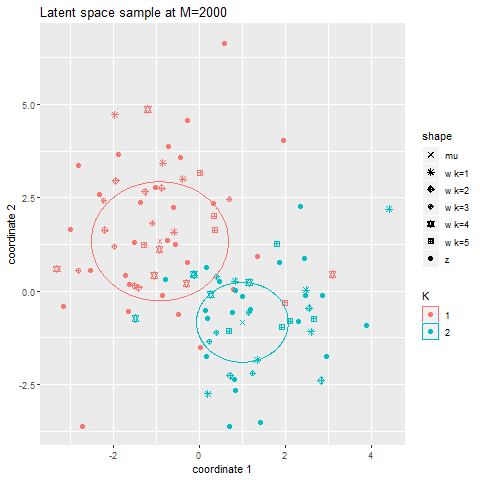 Latent space sample at M=2000
5.0
2.5
0.0
-2.5
-2
0
2
4
coordinate 1
coordinate 2
shape
mu
w k=1
w k=2
w k=3
w k=4
w k=5
z
K
1
2